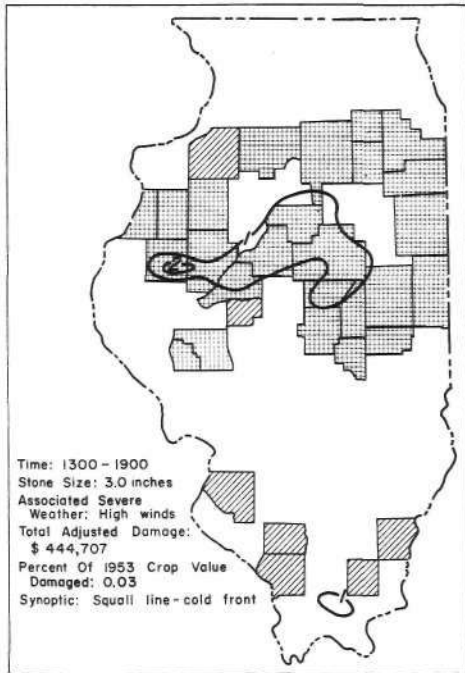 Time: 1300 - 1900
Stone Size: 3.0 inches
Associated Severe
Weather: High winds
Total Adjusted Damage:
$ 444,707
Percent Of 1953 Crop Value
Damaged: 0.03
Synoptic: Squall line - cold front